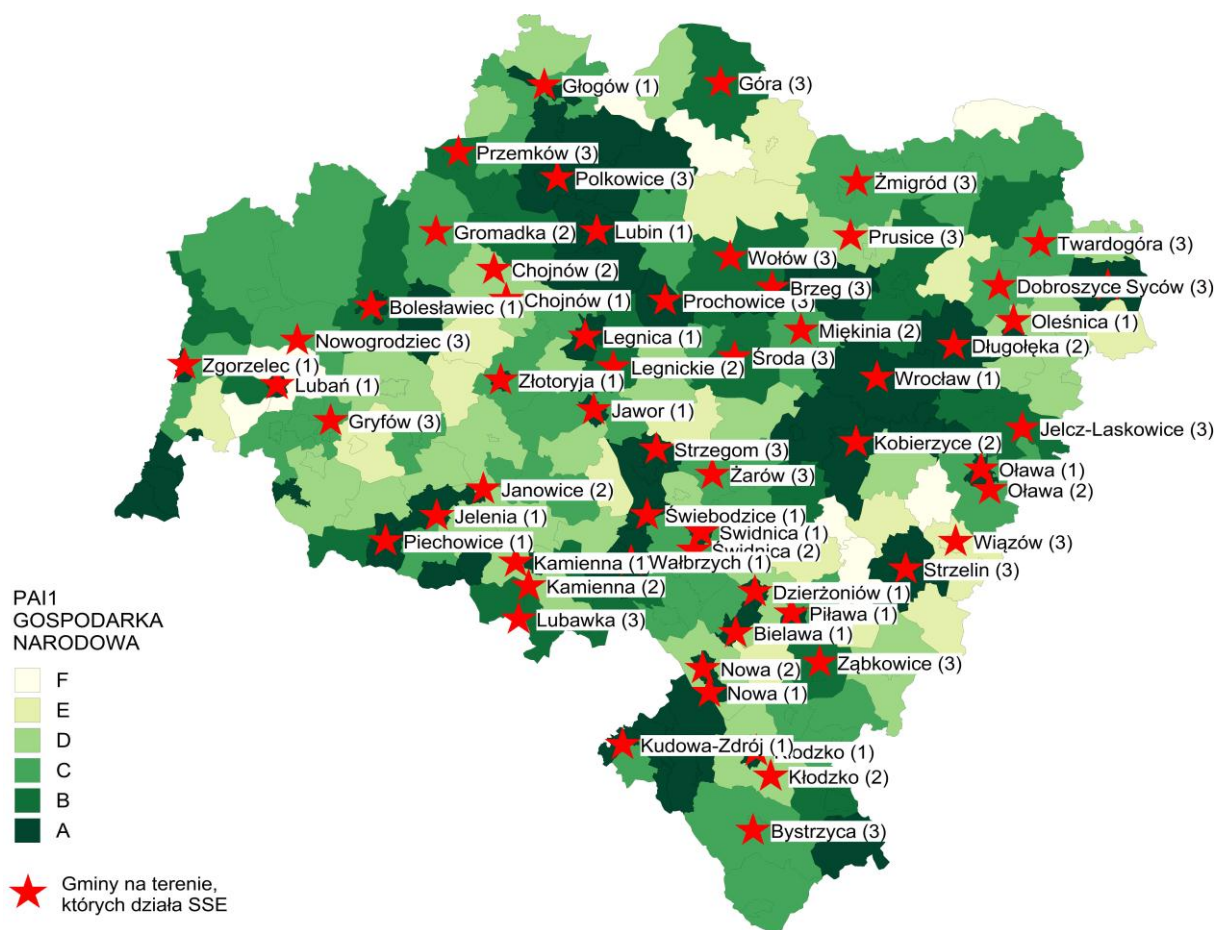 Głogów (1)
Góra (3)
Przemków (3)
Polkowice (3)
Żmigród (3)
Gromadka (2)
Lubin (1)
Prusice (3)
Twardogóra (3)
Wołów (3)
Chojnów (2)
Brzeg (3)
Dobroszyce Syców (3)
Chojnów (1)
Prochowice (3)
Bolesławiec (1)
Oleśnica (1)
Miękinia (2)
Legnica (1)
Nowogrodziec (3)
Długołęka (2)
Środa (3)
Zgorzelec (1)
Legnickie (2)
Wrocław (1)
Lubań (1)
Złotoryja (1)
Jawor (1)
Gryfów (3)
Jelcz-Laskowice (3)
Kobierzyce (2)
Strzegom (3)
Oława (1)
Żarów (3)
Janowice (2)
Oława (2)
Jelenia (1)
Świebodzice (1)
Świdnica (1)
Piechowice (1)
Wiązów (3)
Świdnica (2)
Kamienna (1)
Wałbrzych (1)
Strzelin (3)
Kamienna (2)
Dzierżoniów (1)
Piława (1)
Lubawka (3)
Bielawa (1)
Nowa (2)
Ząbkowice (3)
Nowa (1)
Kudowa-Zdrój (1)
Kłodzko (1)
Kłodzko (2)
Bystrzyca (3)
PAI1
GOSPODARKA
NARODOWA
F
E
D
C
B
A
Gminy na terenie,
których działa SSE